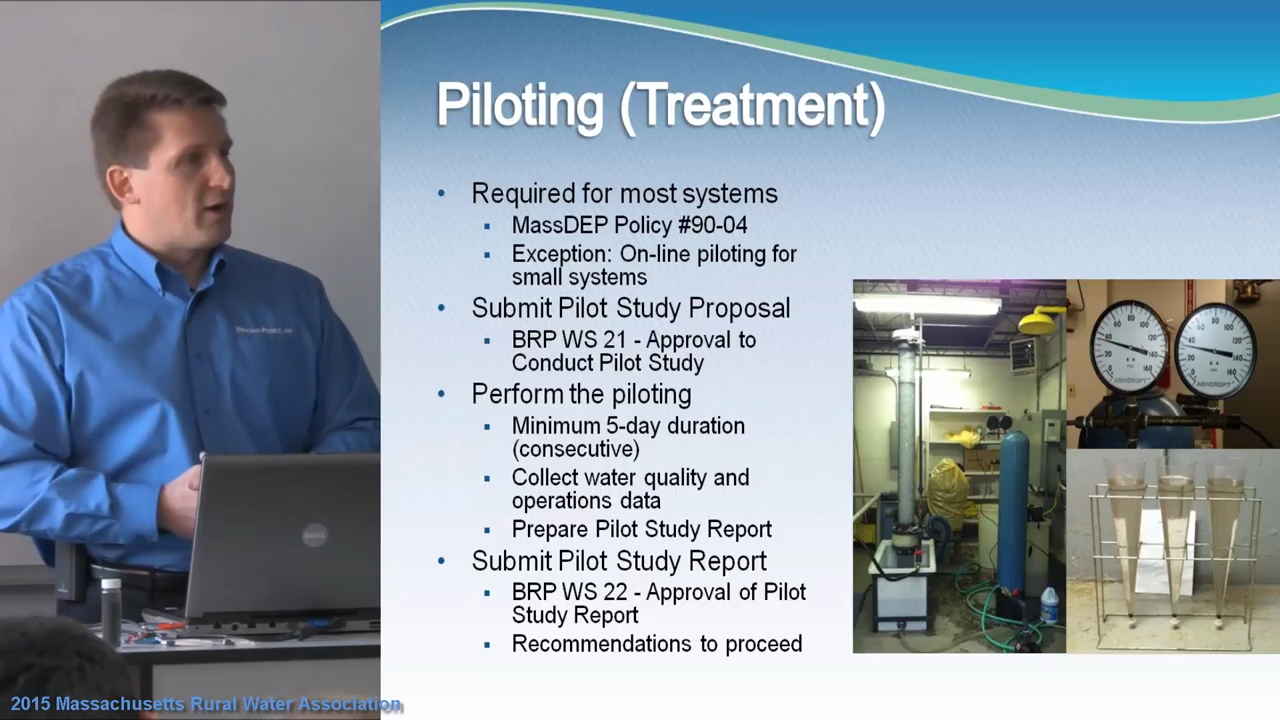 Piloting (Treatment)
• Required for most systems
▪ MassDEP Policy #90-04
▪ Exception: On-line piloting for
small systems
• Submit Pilot Study Proposal
▪ BRP WS 21 - Approval to
Conduct Pilot Study
• Perform the piloting
▪ Minimum 5-day duration
(consecutive)
▪ Collect water quality and
operations data
▪ Prepare Pilot Study Report
• Submit Pilot Study Report
▪ BRP WS 22 - Approval of Pilot
Study Report
▪ Recommendations to proceed
DELL
ASHCROFT
ASHCROFT
2015 Massachusetts Rural Water Association